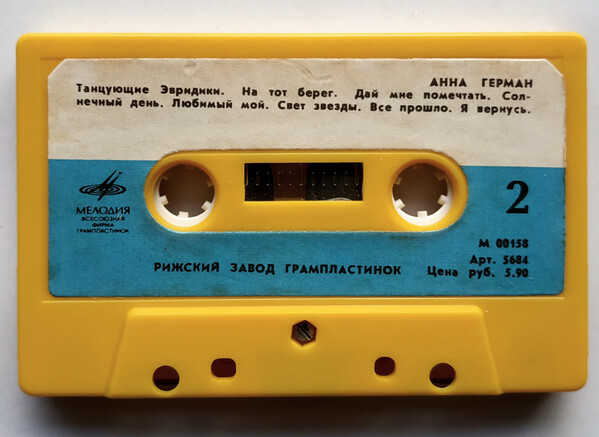 АННА ГЕРМАН
Танцующие Эвридики. На тот берег. Дай мне помечтать. Сол-
нечный день. Любимый мой. Свет звезды. Все прошло. Я вернусь.
2
МЕЛОДИЯ
ВСЕСОЮЗНАЯ
ФИРМА
ГРАМПЛАСТИНОК
М 00158
Арт. 5684
РИЖСКИЙ ЗАВОД ГРАМПЛАСТИНОК
Цена руб. 5.90